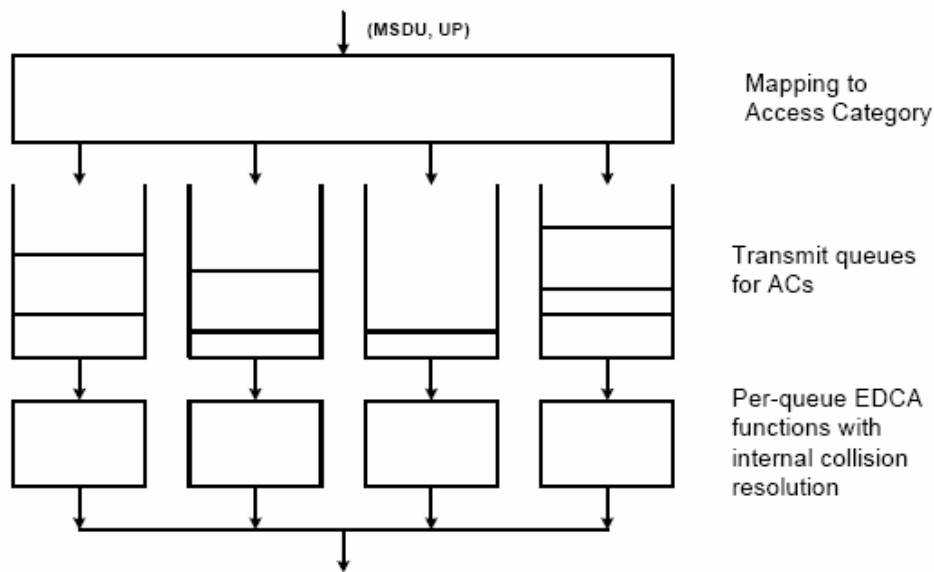 (MSDU, UP)
Mapping to
Access Category
Transmit queues
for ACs
Per-queue EDCA
functions with
internal collision
resolution